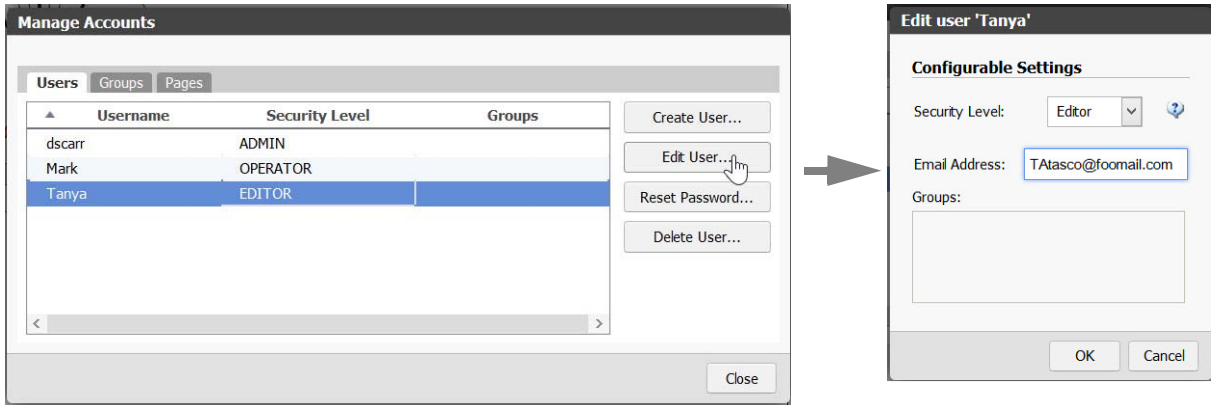 Manage Accounts
Users Groups Pages
Username Security Level Groups
dscarr ADMIN
Mark OPERATOR
Tanya EDITOR
Create User...
Edit User...
Reset Password...
Delete User...
Close
Edit user 'Tanya'
Configurable Settings
Security Level: Editor
Email Address: TAtasco@foomail.com
Groups:
OK Cancel